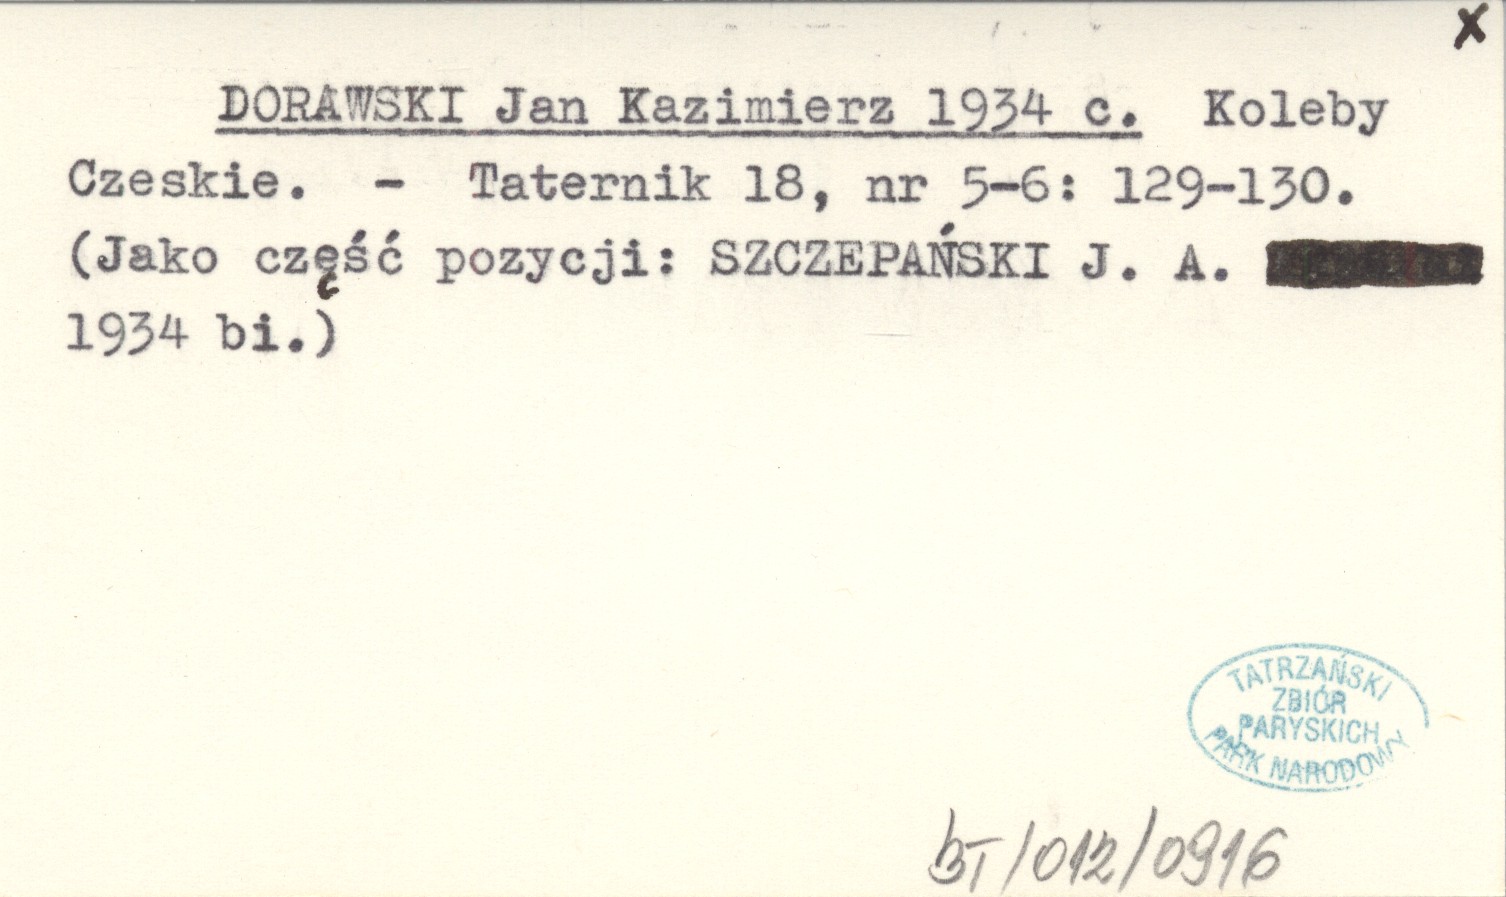 x
DORAWSKI Jan Kazimierz 1934 c. Koleby
Czeskie. - Taternik 18, nr 5-6: 129-130.
(Jako część pozycji: SZCZEPAŃSKI J. A.
1934 bi.)
TATRZAŃSKI
ZBIÓR
PARYSKICH
PARK NARODOWY
BT/012/0916